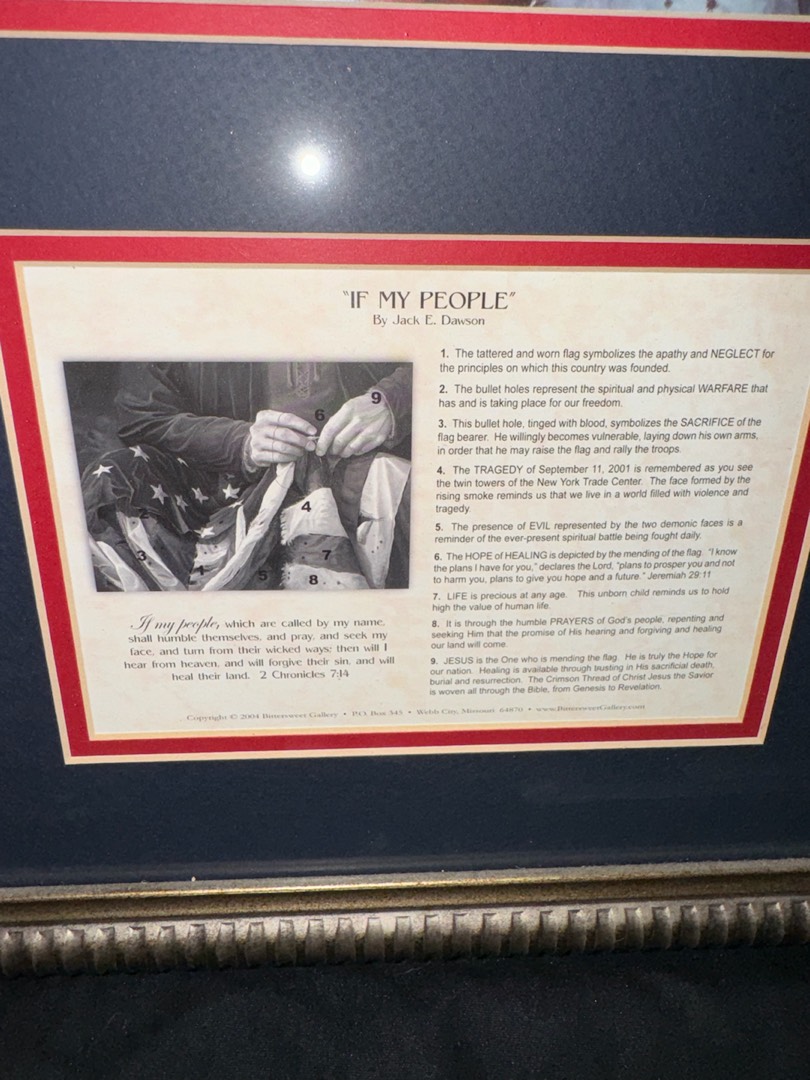 "IF MY PEOPLE"
By Jack E. Dawson
6
9
4
2
3
1
7
5
8
If my people, which are called by my name,
shall humble themselves, and pray, and seek my
face, and turn from their wicked ways; then will I
hear from heaven, and will forgive their sin, and will
heal their land. 2 Chronicles 7:14
1. The tattered and worn flag symbolizes the apathy and NEGLECT for
the principles on which this country was founded.
2. The bullet holes represent the spiritual and physical WARFARE that
has and is taking place for our freedom.
3. This bullet hole, tinged with blood, symbolizes the SACRIFICE of the
flag bearer. He willingly becomes vulnerable, laying down his own arms,
in order that he may raise the flag and rally the troops.
4. The TRAGEDY of September 11, 2001 is remembered as you see
the twin towers of the New York Trade Center. The face formed by the
rising smoke reminds us that we live in a world filled with violence and
tragedy.
5. The presence of EVIL represented by the two demonic faces is a
reminder of the ever-present spiritual battle being fought daily.
6. The HOPE of HEALING is depicted by the mending of the flag. "I know
the plans I have for you," declares the Lord, "plans to prosper you and not
to harm you, plans to give you hope and a future." Jeremiah 29:11
7. LIFE is precious at any age. This unborn child reminds us to hold
high the value of human life.
8. It is through the humble PRAYERS of God's people, repenting and
seeking Him that the promise of His hearing and forgiving and healing
our land will come.
9. JESUS is the One who is mending the flag. He is truly the Hope for
our nation. Healing is available through trusting in His sacrificial death,
burial and resurrection. The Crimson Thread of Christ Jesus the Savior
is woven all through the Bible, from Genesis to Revelation.
Copyright © 2004 Bittersweet Gallery • P.O. Box 345 • Webb City, Missouri 64870 • www.BittersweetGallery.com